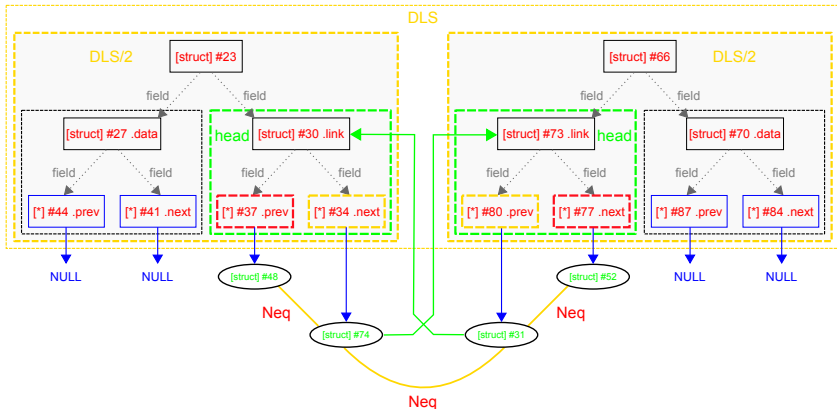 DLS
DLS/2
[struct] #23
[struct] #66
DLS/2
field
field
field
field
[struct] #27 .data
head
[struct] #30 .link
[struct] #73 .link
head
[struct] #70 .data
field
field
field
field
field
field
field
field
[*] #44 .prev
[*] #41 .next
[*] #37 .prev
[*] #34 .next
[*] #80 .prev
[*] #77 .next
[*] #87 .prev
[*] #84 .next
NULL
NULL
[struct] #48
[struct] #52
NULL
NULL
Neq
Neq
[struct] #74
[struct] #31
Neq